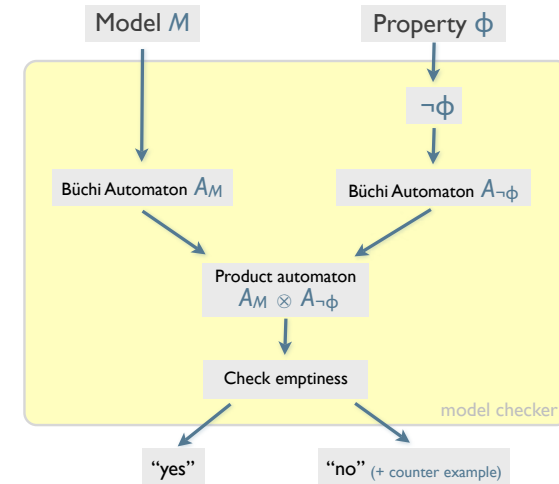 Model M
Property ϕ
¬ϕ
Büchi Automaton AM
Büchi Automaton A¬ϕ
Product automaton
AM ⊗ A¬ϕ
Check emptiness
model checker
“yes”
“no” (+ counter example)